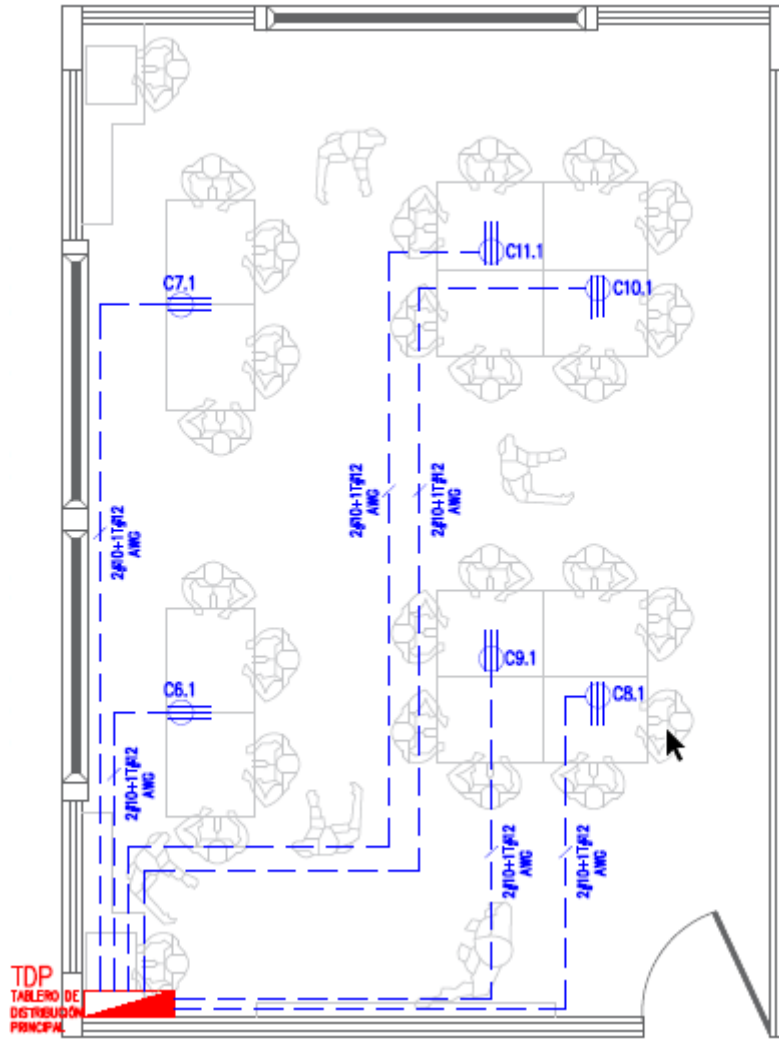 C11.1
C7.1
C10.1
2#10+1T#12
AWG
2#10+1T#12
AWG
2#10+1T#12
AWG
C9.1
C6.1
C8.1
2#10+1T#12
AWG
2#10+1T#12
AWG
2#10+1T#12
AWG
TDP
TABLERO DE
DISTRIBUCIÓN
PRINCIPAL